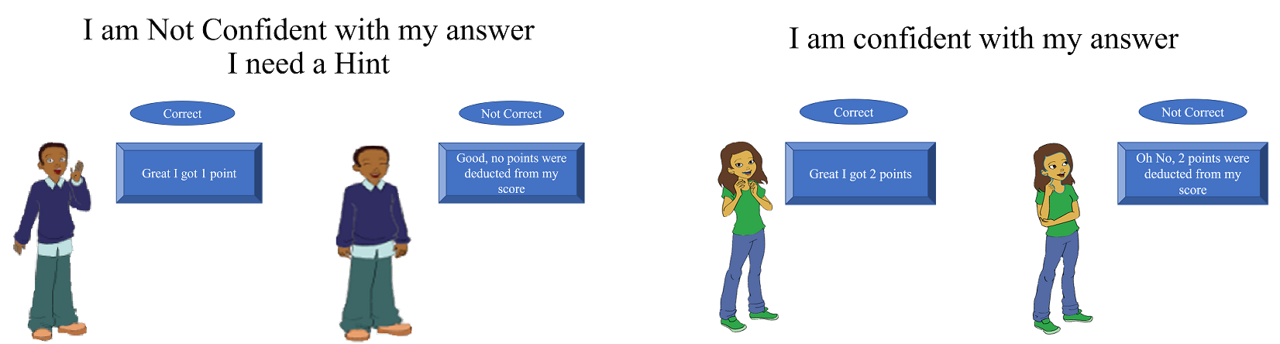 I am Not Confident with my answer
I need a Hint
Correct
Great I got 1 point
Not Correct
Good, no points were
deducted from my
score
I am confident with my answer
Correct
Great I got 2 points
Not Correct
Oh No, 2 points were
deducted from my
score